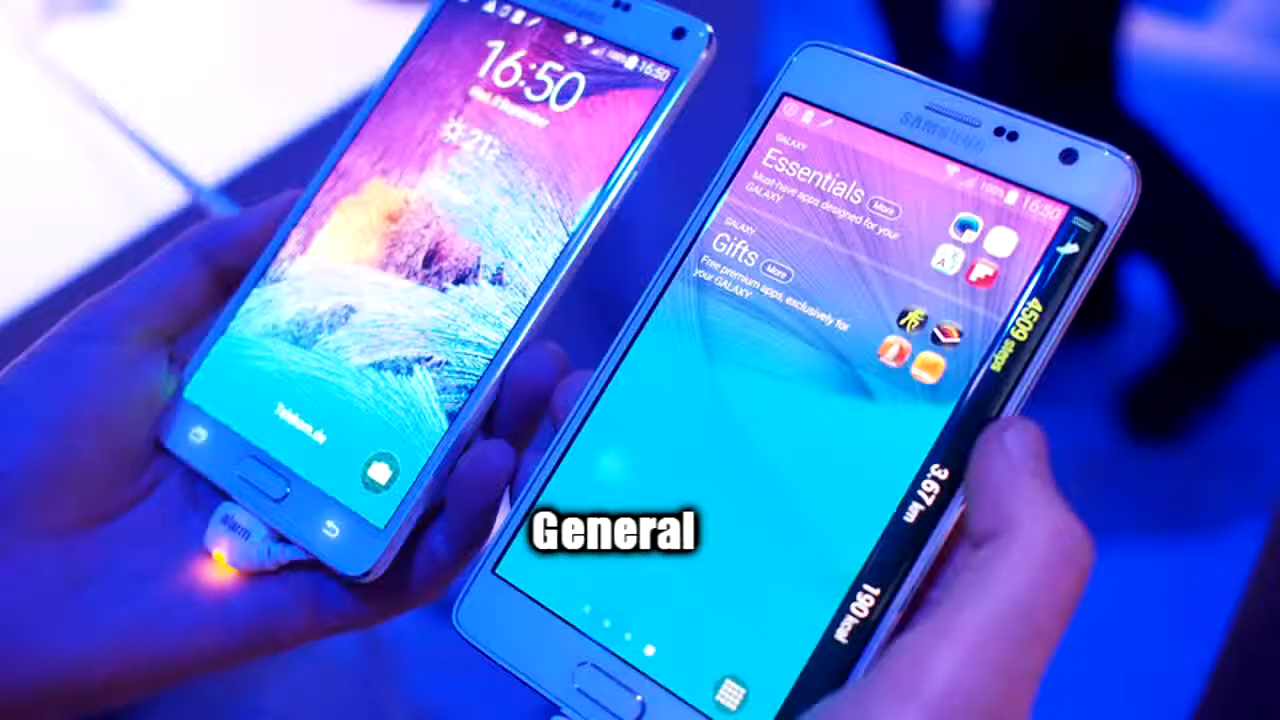 16:50
16:50
21°
Telekom.de
alarm
SAMSUNG
100% 16:50
GALAXY
Essentials More
Must-have apps designed for your
GALAXY
GALAXY
Gifts More
Free premium apps, exclusively for
your GALAXY
4509 steps
3.67 km
190 kcal
General